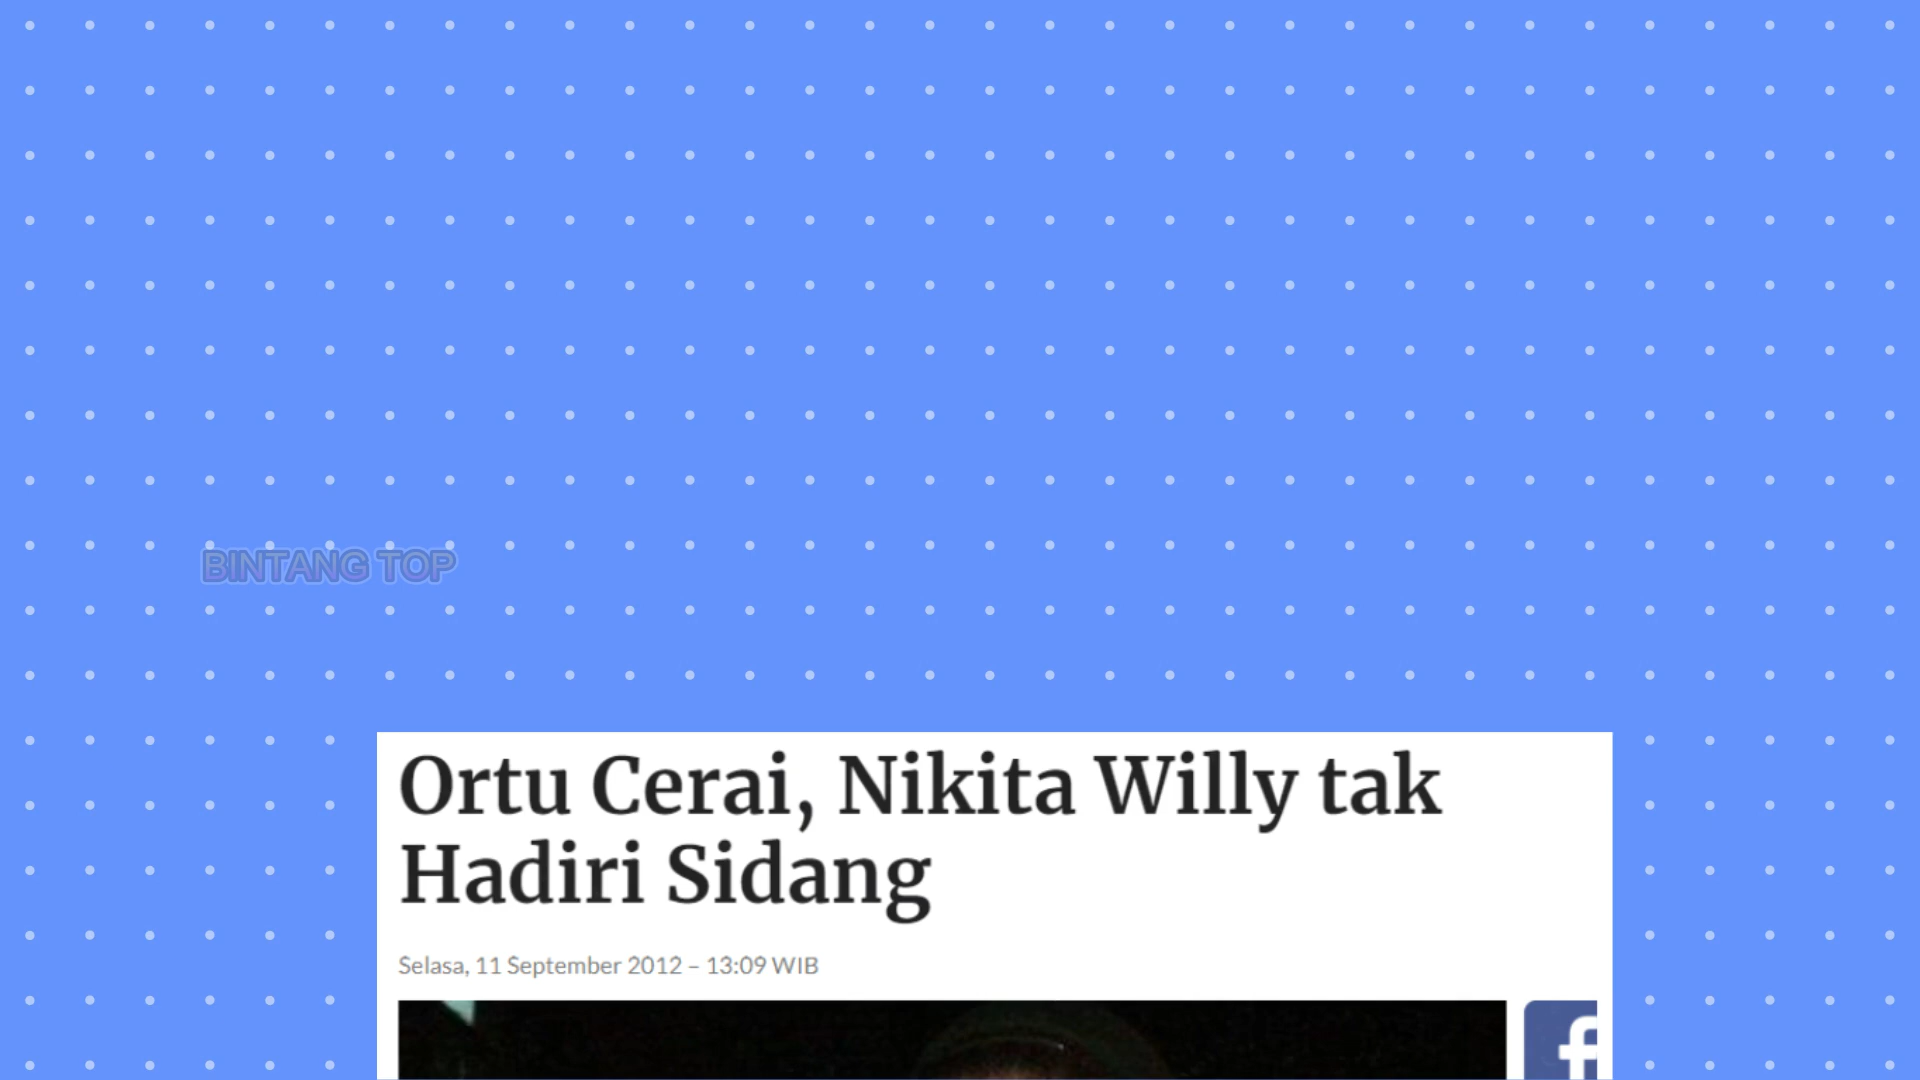 BINTANG TOP
Ortu Cerai, Nikita Willy tak
Hadiri Sidang
Selasa, 11 September 2012 – 13:09 WIB
f